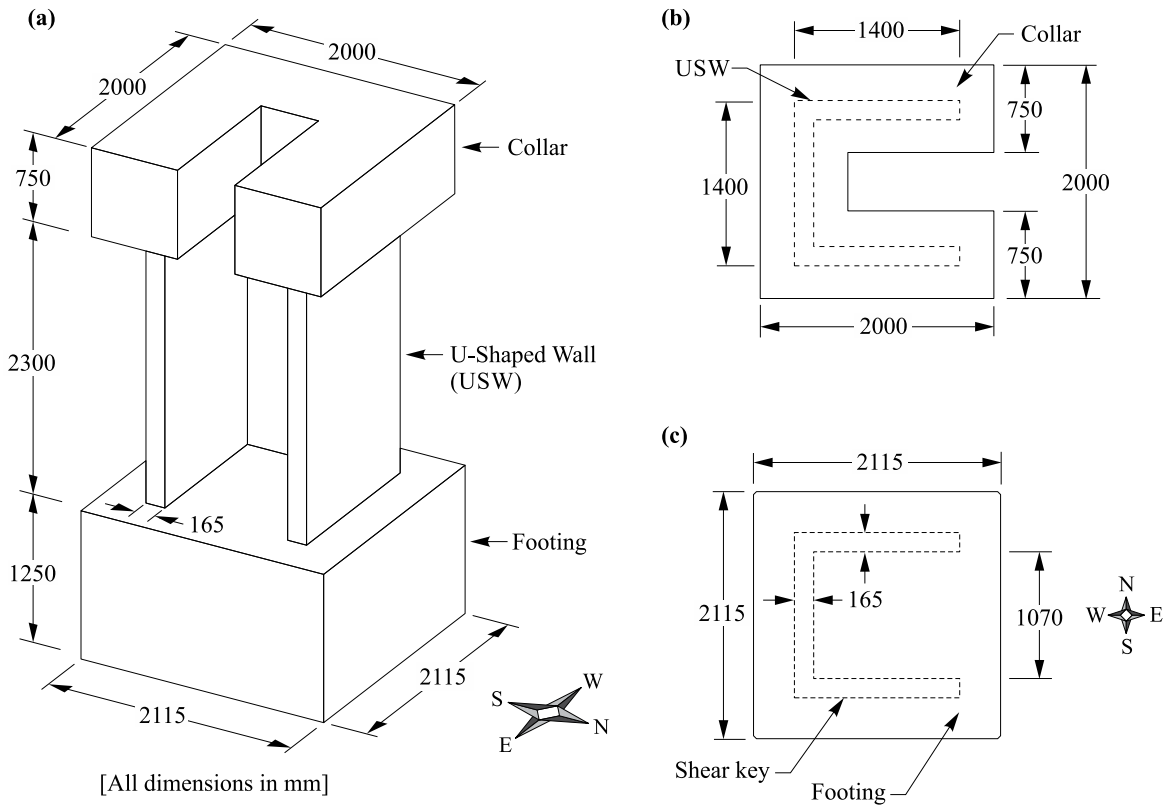 (a)
2000
2000
750
Collar
2300
U-Shaped Wall
(USW)
165
Footing
1250
2115
2115
S
W
E
N
[All dimensions in mm]
(b)
1400
Collar
USW
750
1400
2000
750
2000
(c)
2115
2115
165
1070
N
W
E
S
Shear key
Footing